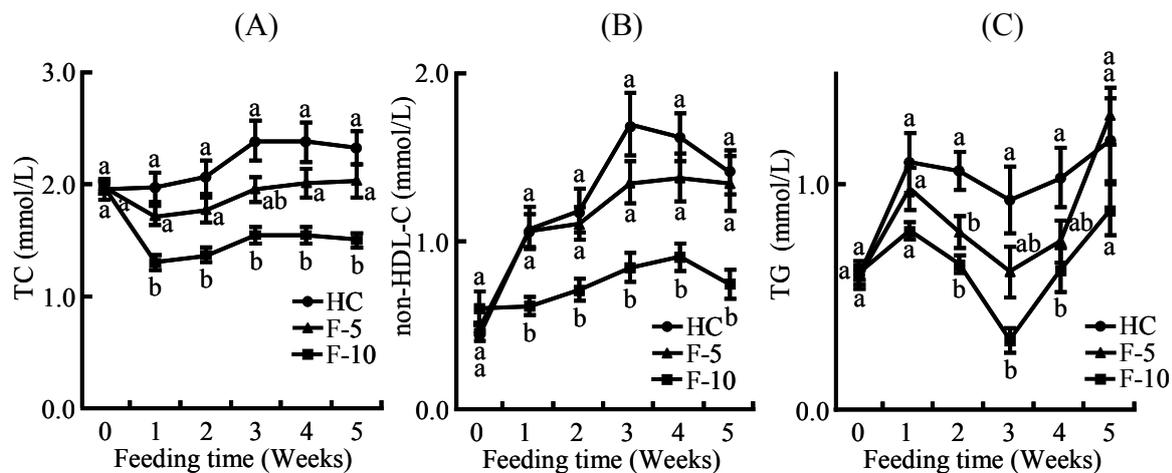 (A)
TC (mmol/L)
3.0
2.0
1.0
0.0
a a a a a a
a a a a ab a a
b b b b b
HC
F-5
F-10
0 1 2 3 4 5
Feeding time (Weeks)
(B)
non-HDL-C (mmol/L)
2.0
1.0
0.0
a a a a a a
a a a a a
b b b b b
a
a
HC
F-5
F-10
0 1 2 3 4 5
Feeding time (Weeks)
(C)
TG (mmol/L)
1.0
0.0
a a a a a a
a a b ab ab a
a a b b b a
HC
F-5
F-10
0 1 2 3 4 5
Feeding time (Weeks)